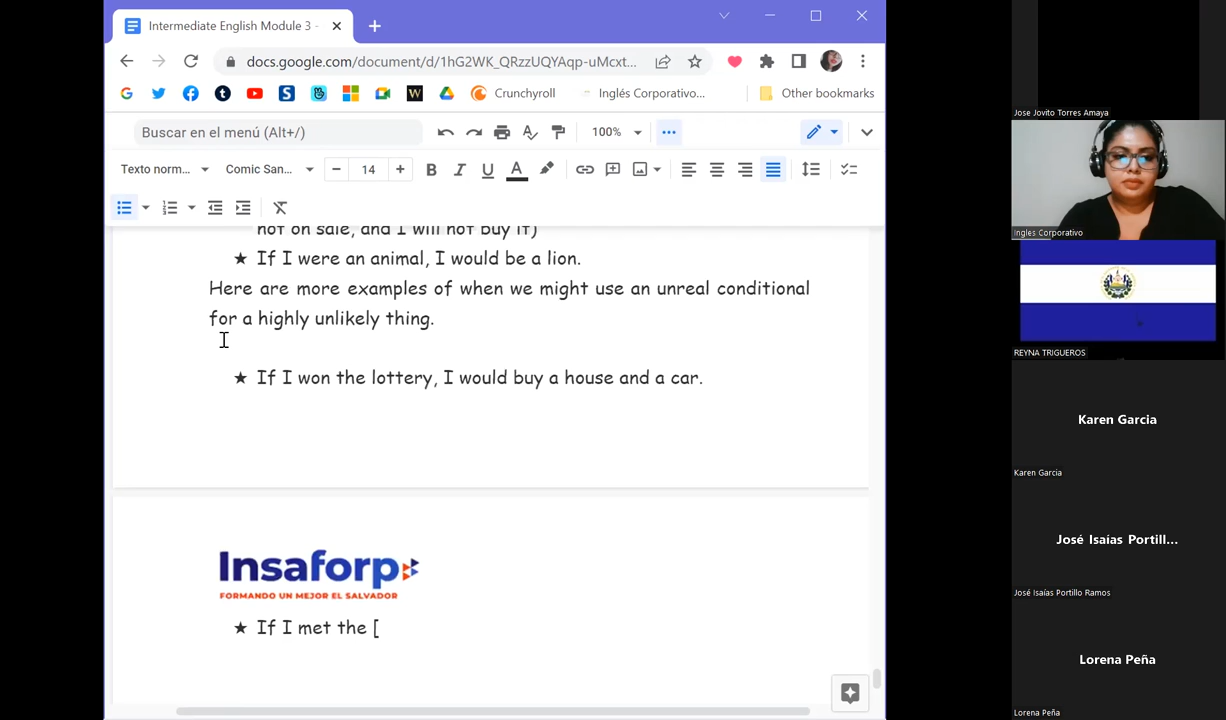 Intermediate English Module 3 -
docs.google.com/document/d/1hG2WK_QRzzUQYAqp-uMcxt...
Crunchyroll
Inglés Corporativo...
Other bookmarks
Buscar en el menú (Alt+/)
100%
Texto norm...
Comic San...
14
not on sale, and I will not buy it)
★ If I were an animal, I would be a lion.
Here are more examples of when we might use an unreal conditional
for a highly unlikely thing.
★ If I won the lottery, I would buy a house and a car.
Insaforp
FORMANDO UN MEJOR EL SALVADOR
★ If I met the [
Jose Jovito Torres Amaya
Ingles Corporativo
REYNA TRIGUEROS
Karen Garcia
Karen Garcia
José Isaías Portill...
José Isaías Portillo Ramos
Lorena Peña
Lorena Peña